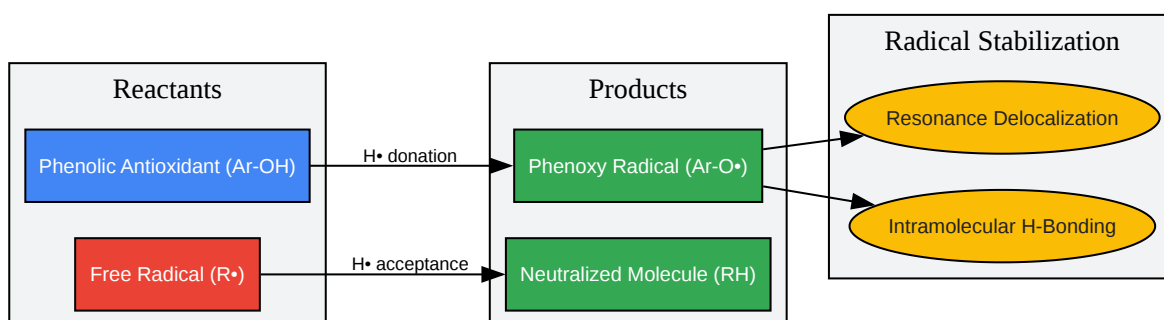 Reactants
Phenolic Antioxidant (Ar-OH)
Free Radical (R•)
H• donation
H• acceptance
Products
Phenoxy Radical (Ar-O•)
Neutralized Molecule (RH)
Radical Stabilization
Resonance Delocalization
Intramolecular H-Bonding